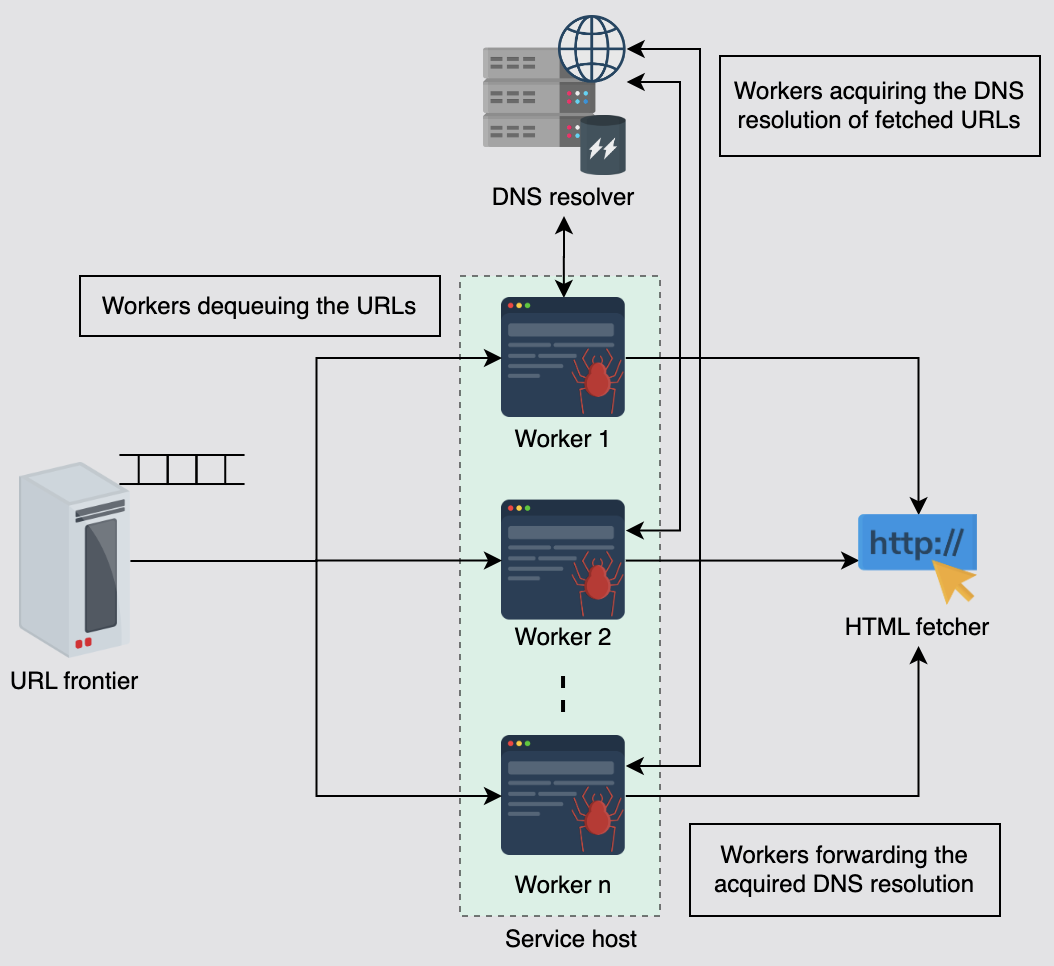 Workers acquiring the DNS
resolution of fetched URLs
DNS resolver
Workers dequeuing the URLs
Worker 1
http://
Worker 2
HTML fetcher
URL frontier
Workers forwarding the
acquired DNS resolution
Worker n
Service host